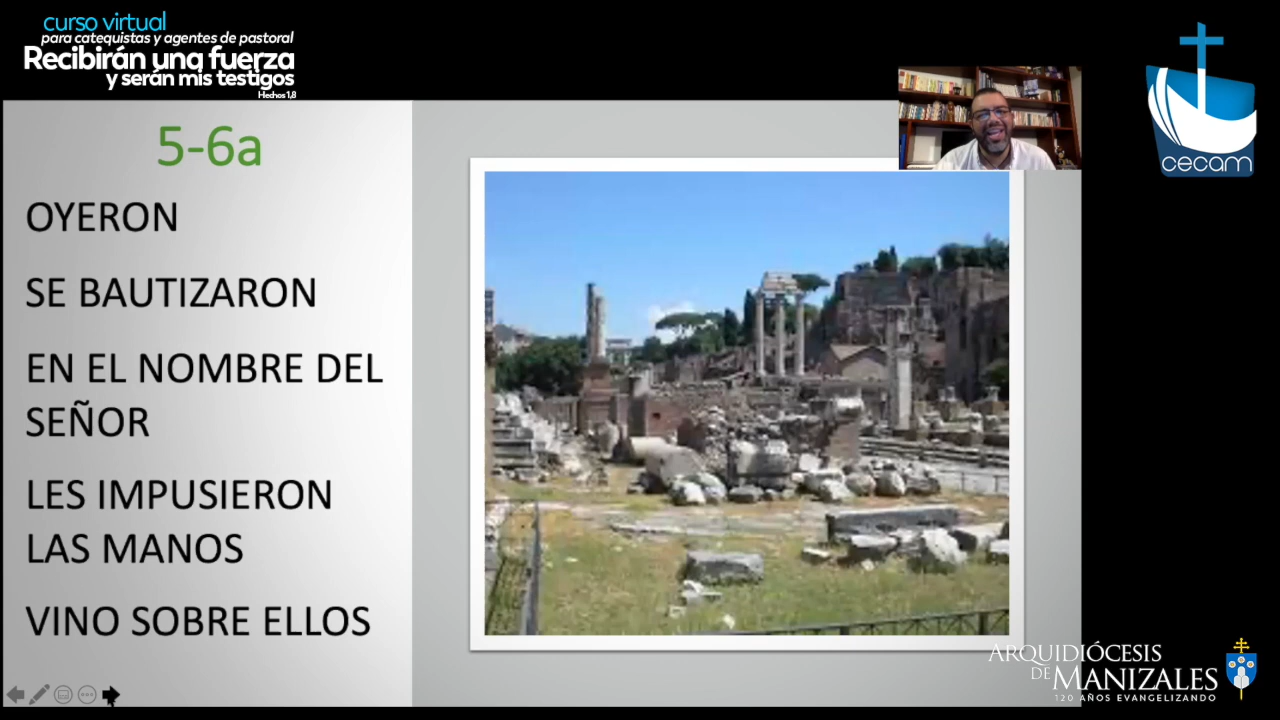 curso virtual
para catequistas y agentes de pastoral
Recibirán una fuerza
y serán mis testigos
Hechos 1,8
cecam
5-6a
OYERON
SE BAUTIZARON
EN EL NOMBRE DEL
SEÑOR
LES IMPUSIERON
LAS MANOS
VINO SOBRE ELLOS
ARQUIDIÓCESIS
DE MANIZALES
120 AÑOS EVANGELIZANDO